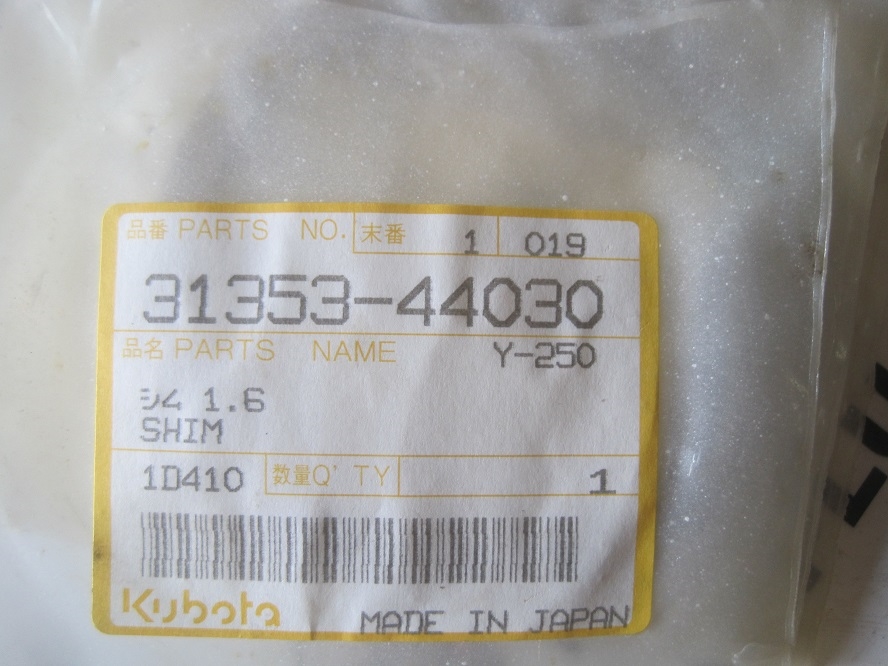 品番 PARTS NO. 末番 1 019
31353-44030
品名 PARTS NAME Y-250
シム 1.6
SHIM
1D410 数量 Q' TY 1
Kubota MADE IN JAPAN